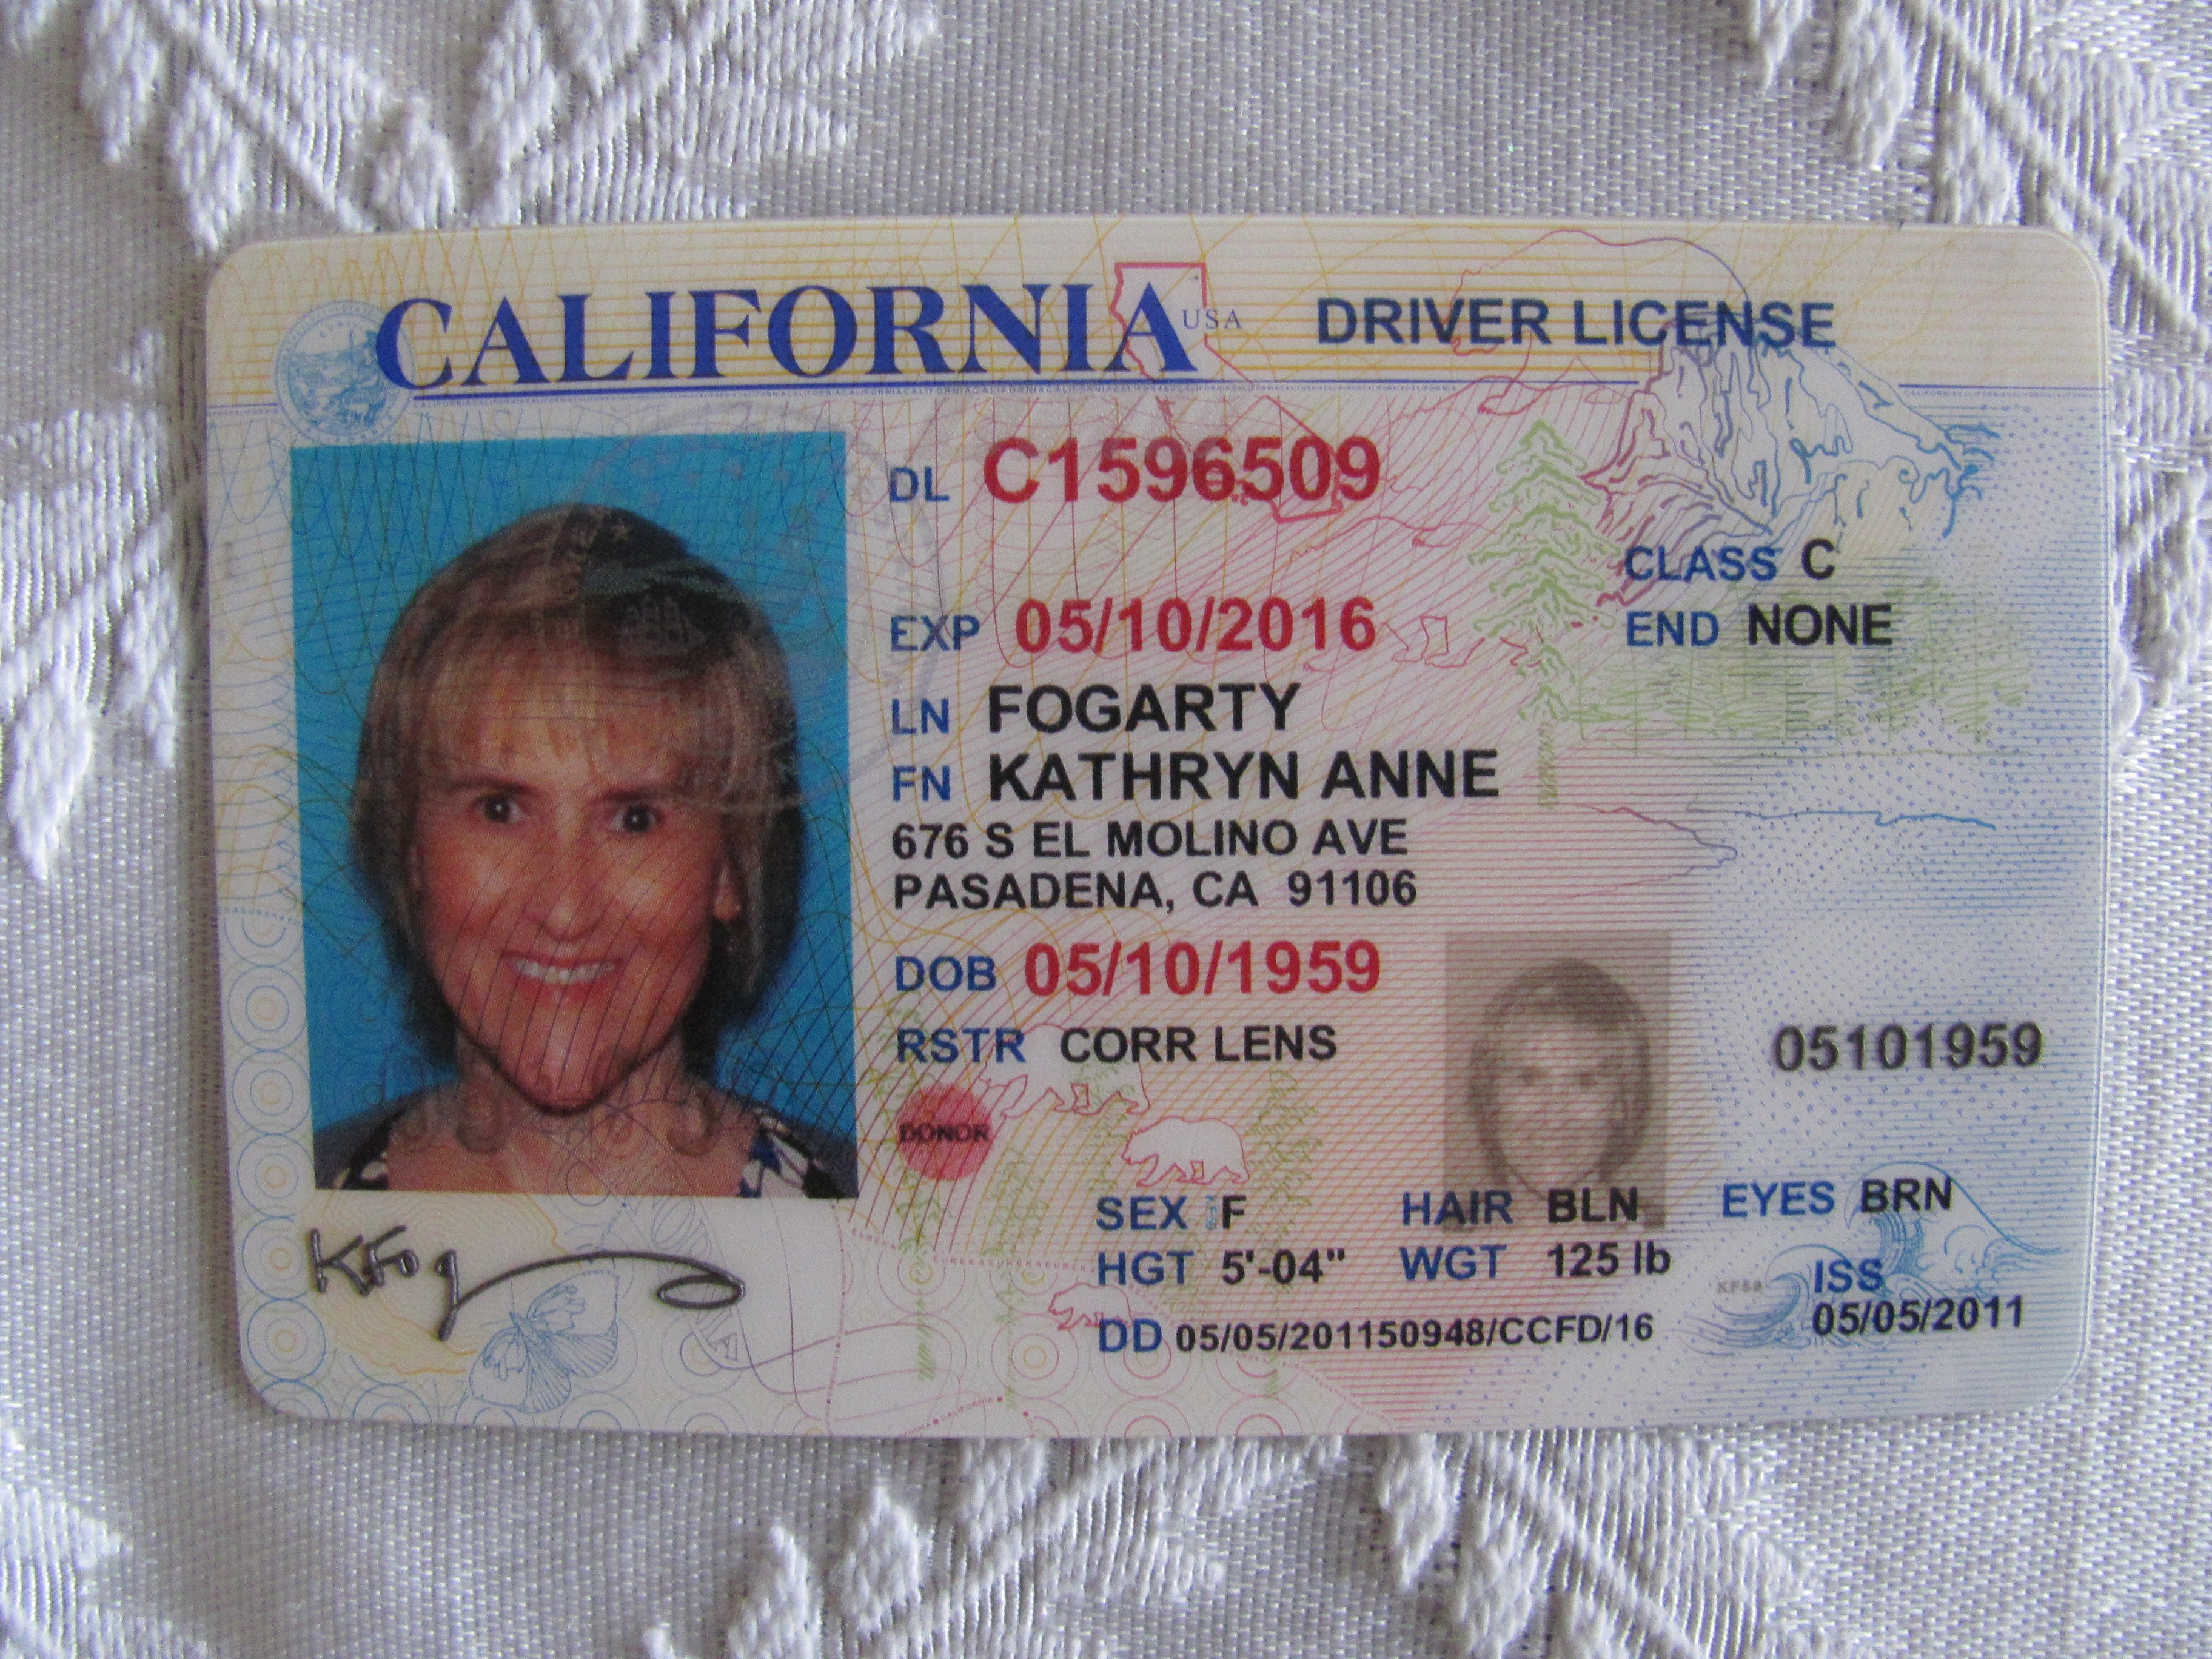 CALIFORNIA USA DRIVER LICENSE
DL C1596509
CLASS C
EXP 05/10/2016
END NONE
LN FOGARTY
FN KATHRYN ANNE
676 S EL MOLINO AVE
PASADENA, CA 91106
DOB 05/10/1959
RSTR CORR LENS
05101959
DONOR
SEX F HAIR BLN EYES BRN
HGT 5'-04" WGT 125 lb ISS
DD 05/05/201150948/CCFD/16 05/05/2011